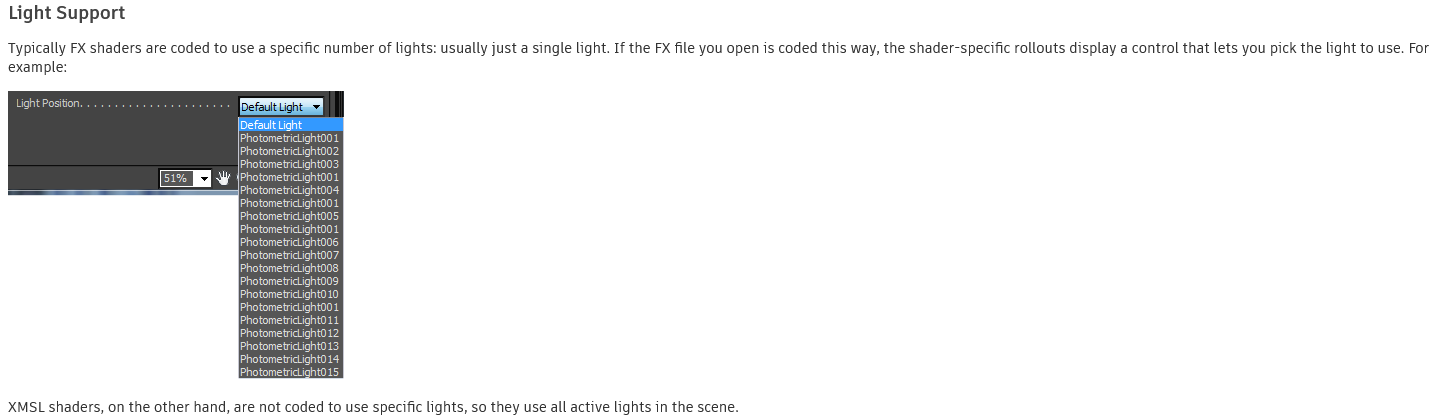 Light Support
Typically FX shaders are coded to use a specific number of lights: usually just a single light. If the FX file you open is coded this way, the shader-specific rollouts display a control that lets you pick the light to use. For
example:
Light Position. . . . . . . . . . . . . . . . . . . . . . Default Light
Default Light
PhotometricLight001
PhotometricLight002
PhotometricLight003
PhotometricLight001
51%
PhotometricLight004
PhotometricLight001
PhotometricLight005
PhotometricLight001
PhotometricLight006
PhotometricLight007
PhotometricLight008
PhotometricLight009
PhotometricLight010
PhotometricLight001
PhotometricLight011
PhotometricLight012
PhotometricLight013
PhotometricLight014
PhotometricLight015
XMSL shaders, on the other hand, are not coded to use specific lights, so they use all active lights in the scene.